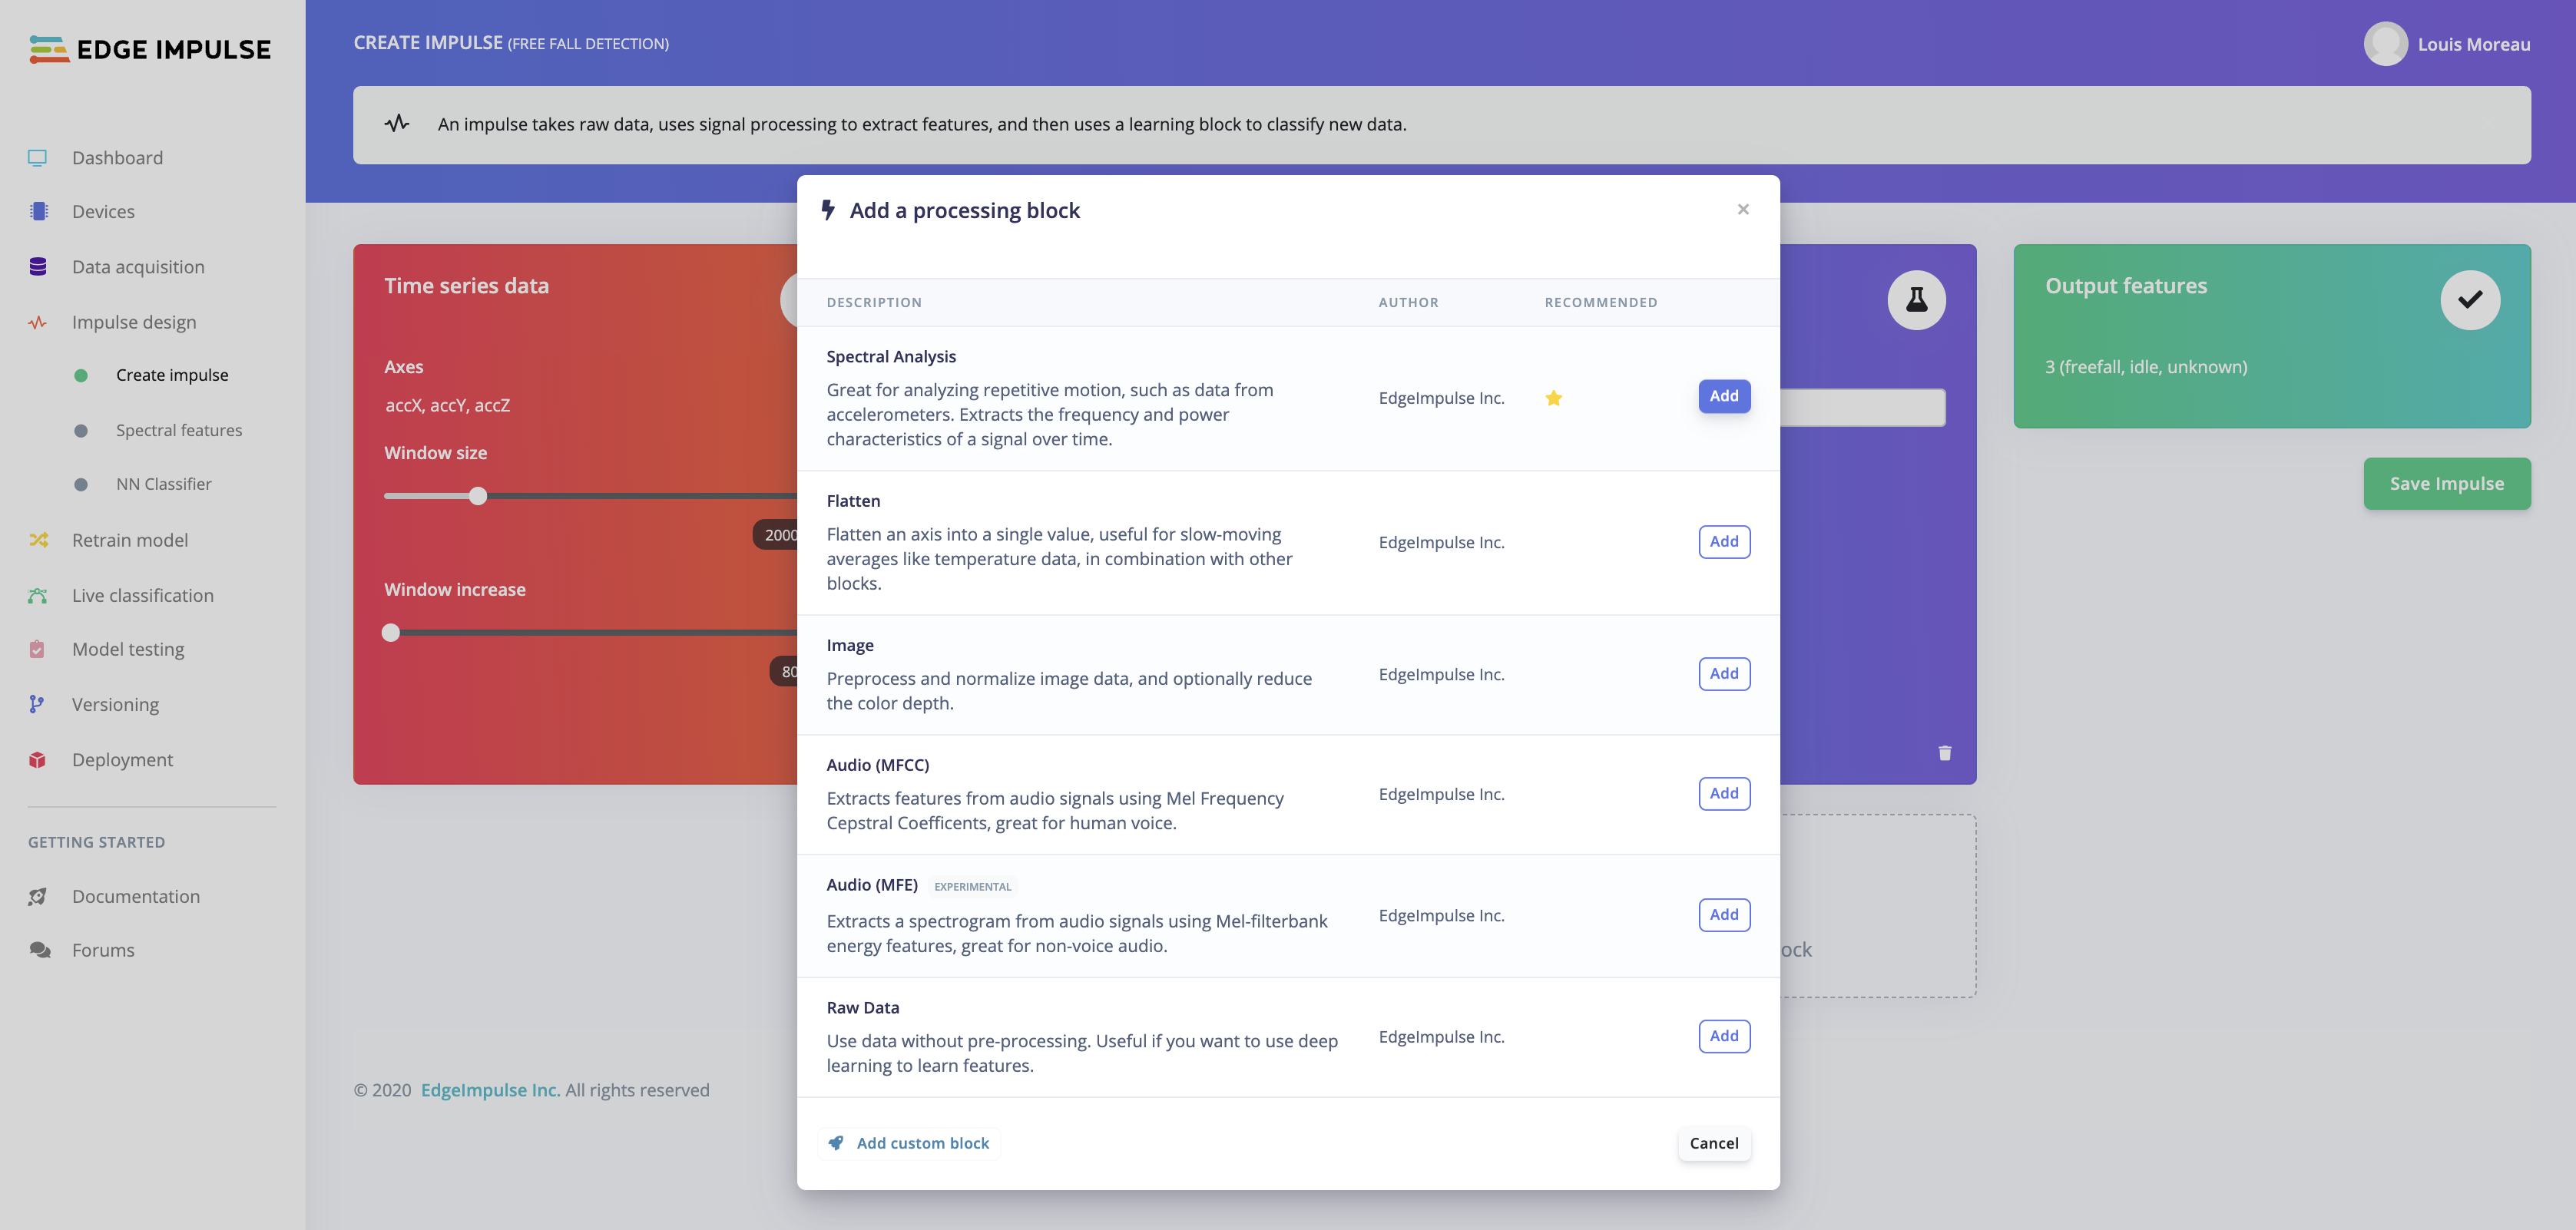 EDGE IMPULSE
Dashboard
Devices
Data acquisition
Impulse design
Create impulse
Spectral features
NN Classifier
Retrain model
Live classification
Model testing
Versioning
Deployment
GETTING STARTED
Documentation
Forums
CREATE IMPULSE (FREE FALL DETECTION)
Louis Moreau
An impulse takes raw data, uses signal processing to extract features, and then uses a learning block to classify new data.
Time series data
Axes
accX, accY, accZ
Window size
2000
Window increase
80
Add a processing block
×
DESCRIPTION AUTHOR RECOMMENDED
Spectral Analysis
Great for analyzing repetitive motion, such as data from
accelerometers. Extracts the frequency and power
characteristics of a signal over time.
EdgeImpulse Inc.
Add
Flatten
Flatten an axis into a single value, useful for slow-moving
averages like temperature data, in combination with other
blocks.
EdgeImpulse Inc.
Add
Image
Preprocess and normalize image data, and optionally reduce
the color depth.
EdgeImpulse Inc.
Add
Audio (MFCC)
Extracts features from audio signals using Mel Frequency
Cepstral Coefficents, great for human voice.
EdgeImpulse Inc.
Add
Audio (MFE) EXPERIMENTAL
Extracts a spectrogram from audio signals using Mel-filterbank
energy features, great for non-voice audio.
EdgeImpulse Inc.
Add
Raw Data
Use data without pre-processing. Useful if you want to use deep
learning to learn features.
EdgeImpulse Inc.
Add
Add custom block
Cancel
Output features
3 (freefall, idle, unknown)
Save Impulse
ock
© 2020 EdgeImpulse Inc. All rights reserved